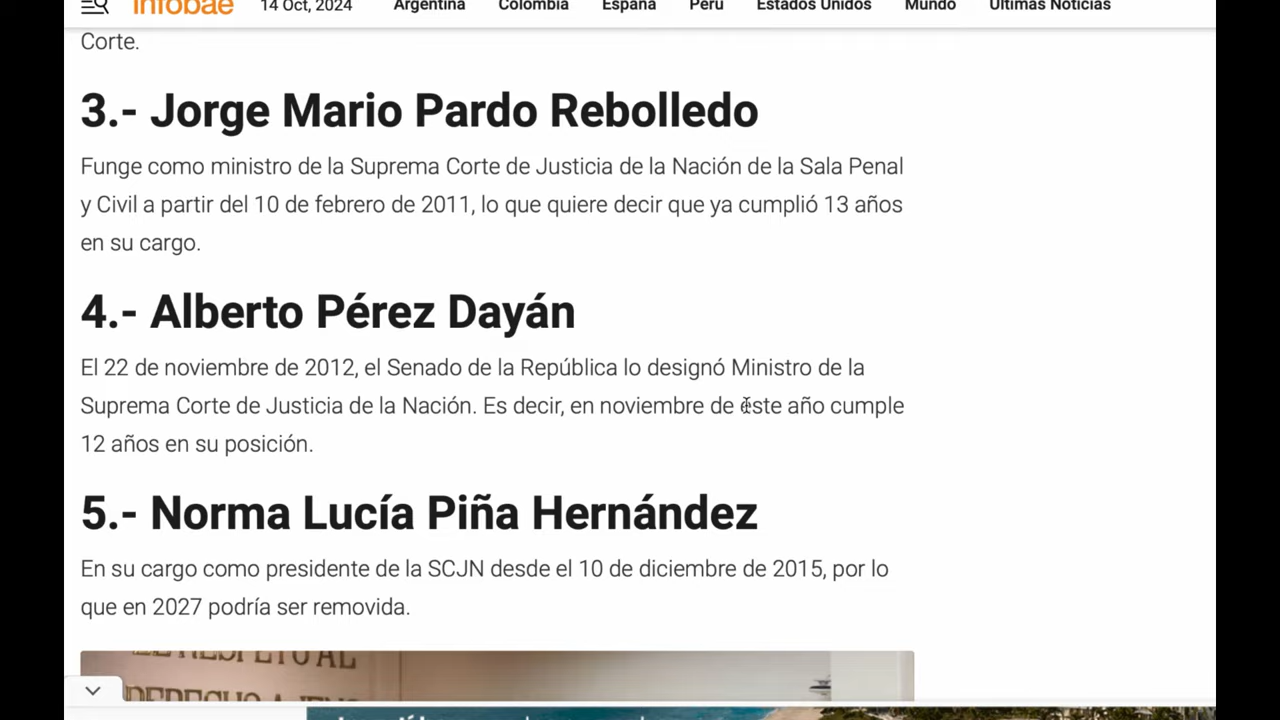 infobae 14 Oct, 2024 Argentina Colombia España Perú Estados Unidos Mundo Últimas Noticias
Corte.
3.- Jorge Mario Pardo Rebolledo
Funge como ministro de la Suprema Corte de Justicia de la Nación de la Sala Penal
y Civil a partir del 10 de febrero de 2011, lo que quiere decir que ya cumplió 13 años
en su cargo.
4.- Alberto Pérez Dayán
El 22 de noviembre de 2012, el Senado de la República lo designó Ministro de la
Suprema Corte de Justicia de la Nación. Es decir, en noviembre de este año cumple
12 años en su posición.
5.- Norma Lucía Piña Hernández
En su cargo como presidente de la SCJN desde el 10 de diciembre de 2015, por lo
que en 2027 podría ser removida.
EL RESPETO AL
DERECHO AJENO